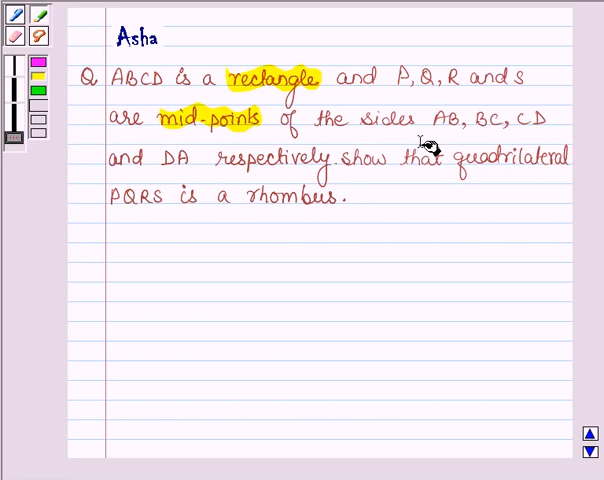 Asha
Q ABCD is a rectangle and P, Q, R and S
are mid-points of the sides AB, BC, CD
and DA respectively. show that quadrilateral
PQRS is a rhombus.